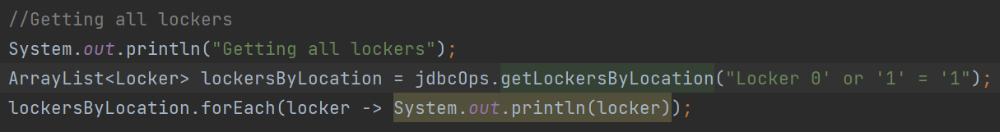 //Getting all lockers
System.out.println("Getting all lockers");
ArrayList<Locker> lockersByLocation = jdbcOps.getLockersByLocation("Locker 0' or '1' = '1");
lockersByLocation.forEach(locker -> System.out.println(locker));